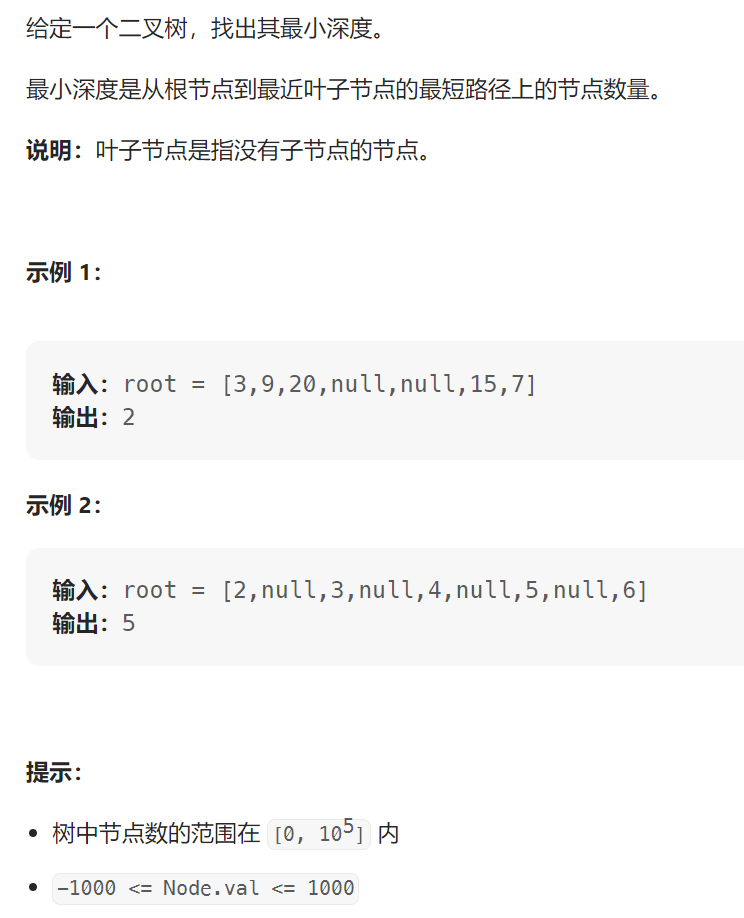 给定一个二叉树，找出其最小深度。
最小深度是从根节点到最近叶子节点的最短路径上的节点数量。
说明：叶子节点是指没有子节点的节点。
示例 1：
输入：root = [3,9,20,null,null,15,7]
输出：2
示例 2：
输入：root = [2,null,3,null,4,null,5,null,6]
输出：5
提示：
• 树中节点数的范围在 [0, 10⁵] 内
• -1000 <= Node.val <= 1000